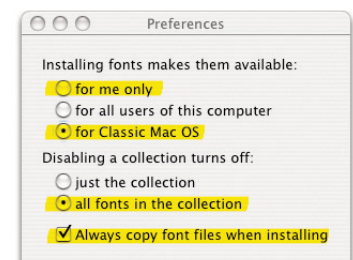 Preferences
Installing fonts makes them available:
for me only
for all users of this computer
for Classic Mac OS
Disabling a collection turns off:
just the collection
all fonts in the collection
Always copy font files when installing